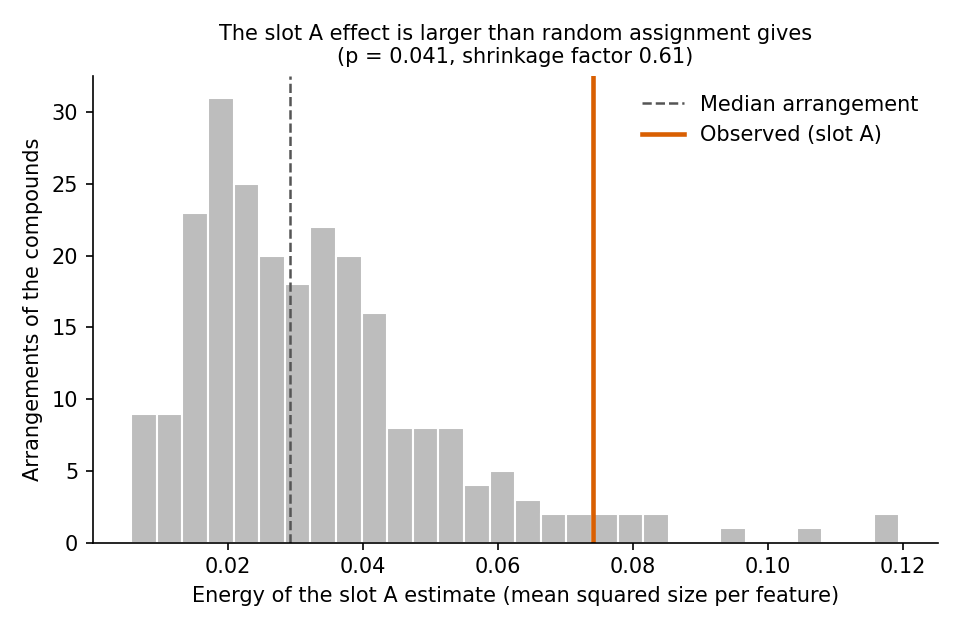 The slot A effect is larger than random assignment gives
(p = 0.041, shrinkage factor 0.61)
Median arrangement
Observed (slot A)
Arrangements of the compounds
30
25
20
15
10
5
0
0.02
0.04
0.06
0.08
0.10
0.12
Energy of the slot A estimate (mean squared size per feature)